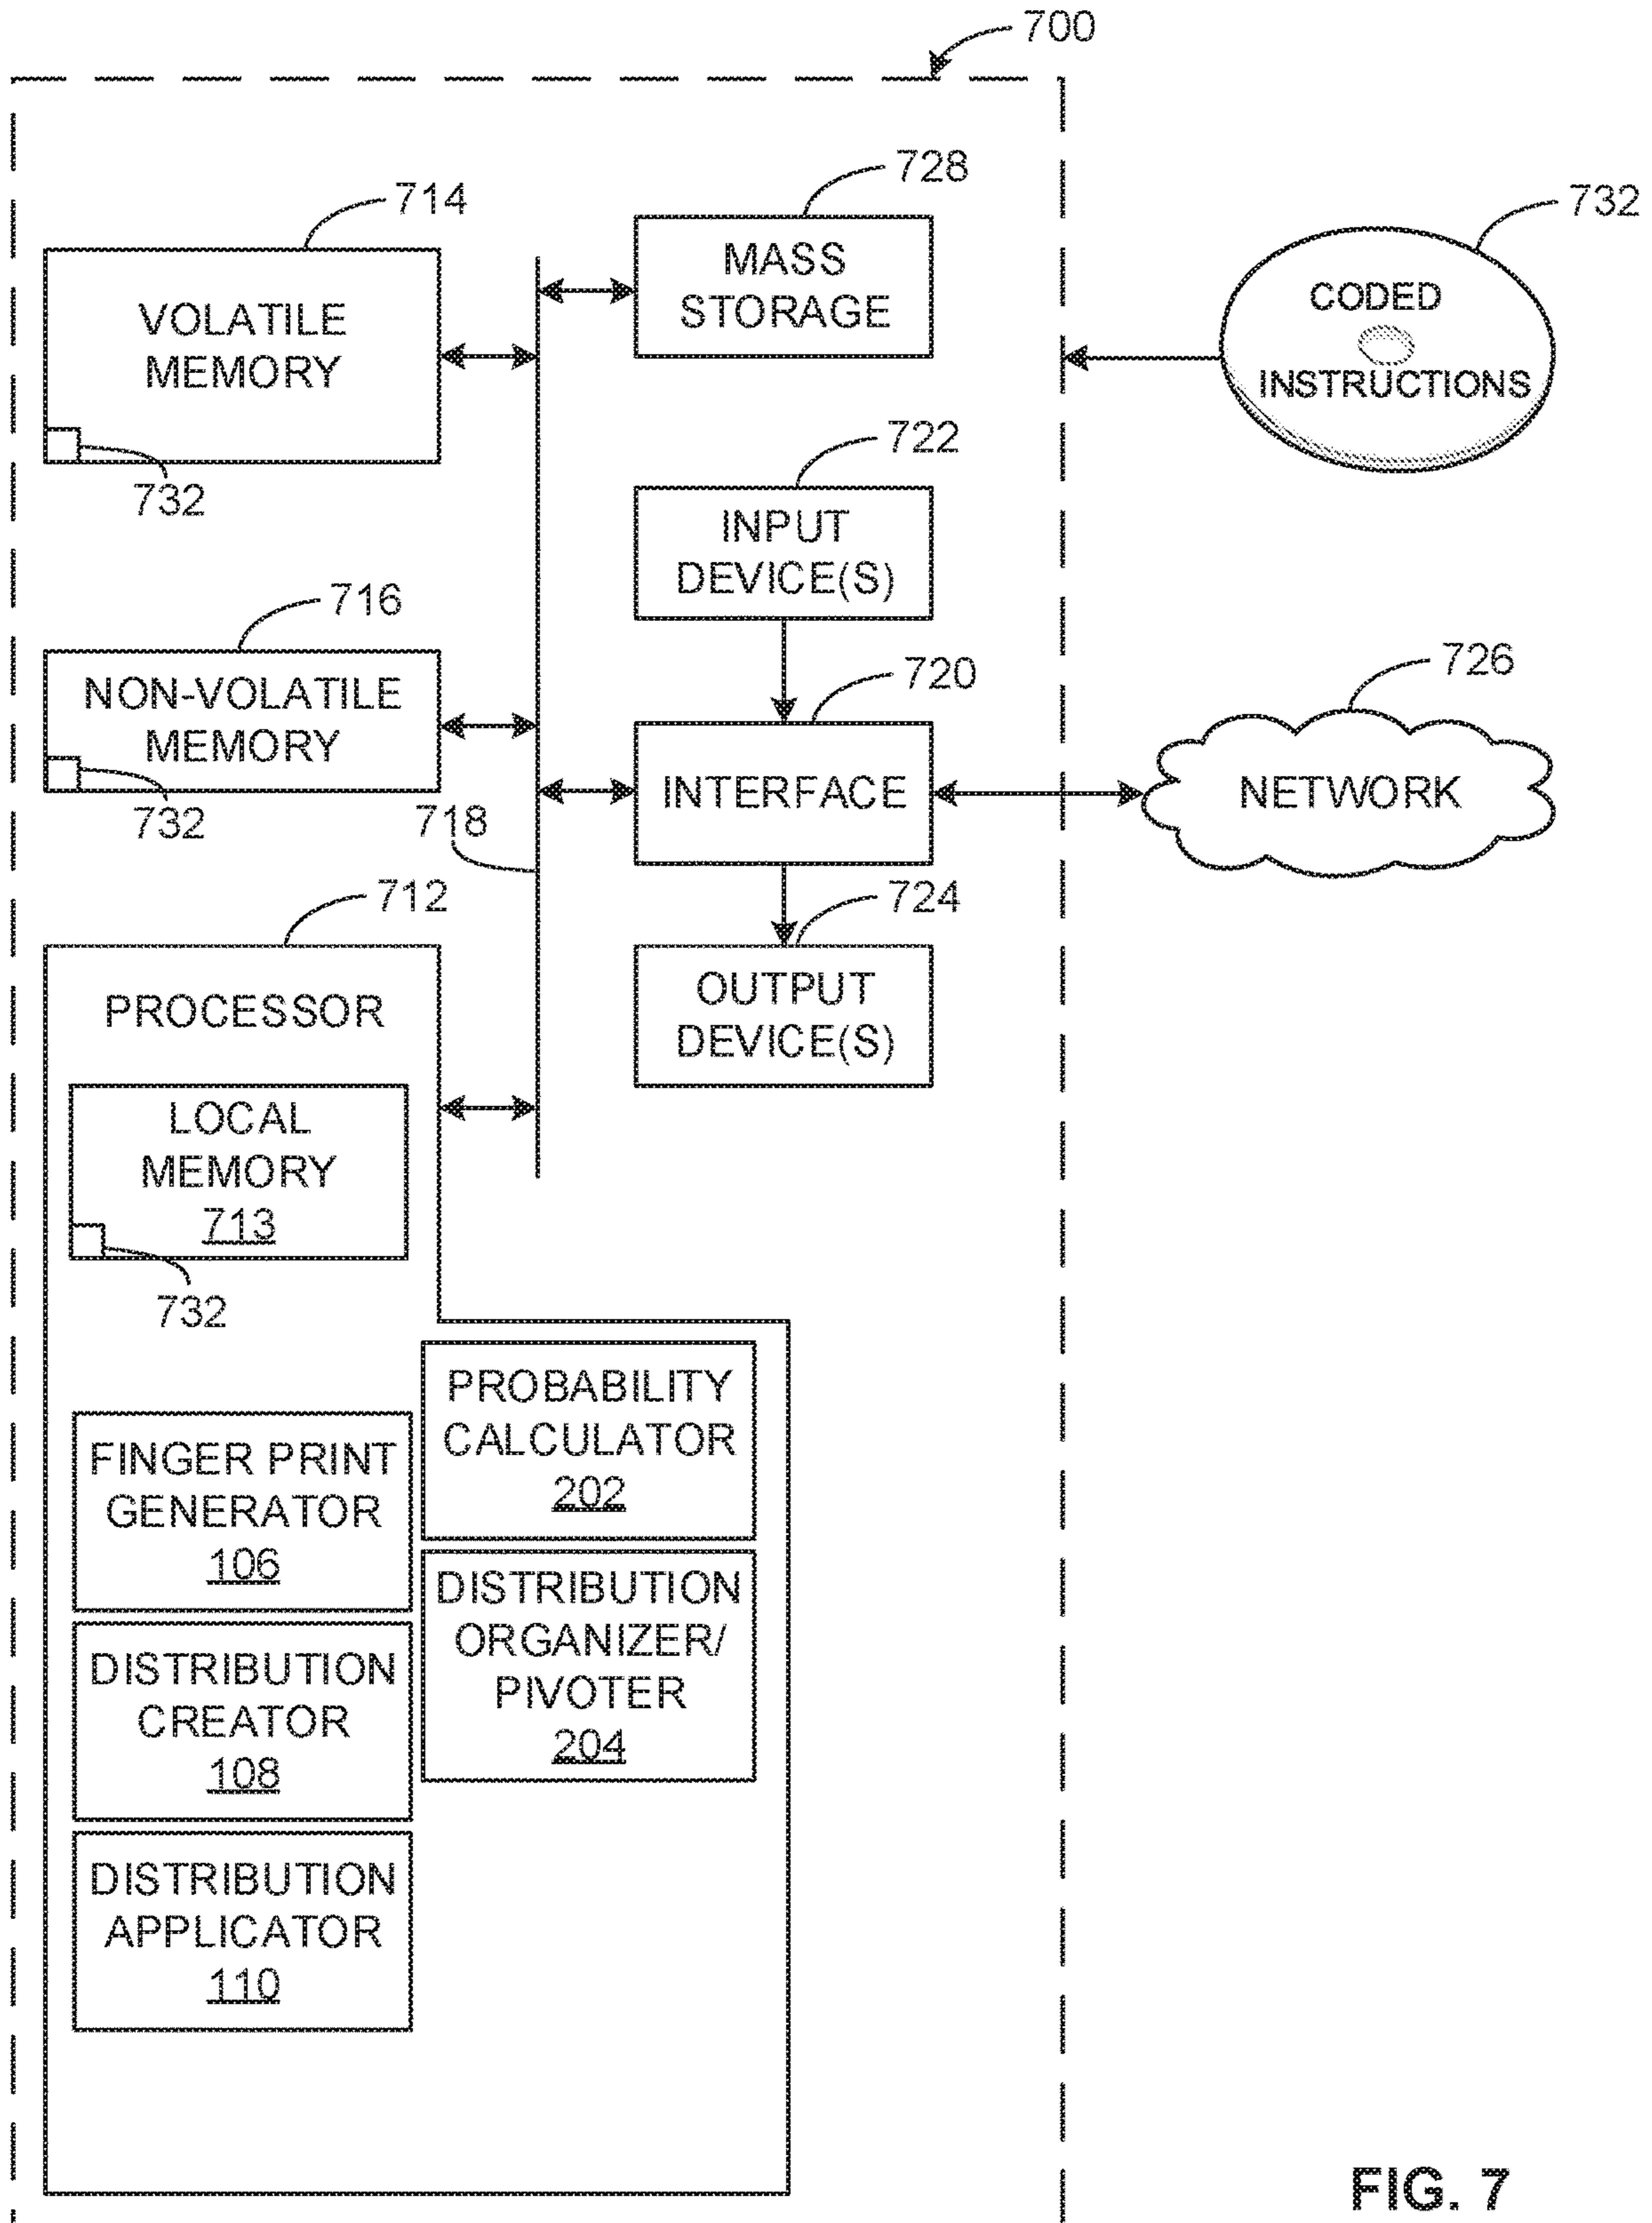 700
728
714
732
MASS
STORAGE
VOLATILE
MEMORY
CODED
INSTRUCTIONS
732
722
INPUT
DEVICE(S)
716
720
726
NON-VOLATILE
MEMORY
INTERFACE
NETWORK
732
718
712
724
PROCESSOR
OUTPUT
DEVICE(S)
LOCAL
MEMORY
713
732
PROBABILITY
CALCULATOR
202
FINGER PRINT
GENERATOR
106
DISTRIBUTION
ORGANIZER/
PIVOTER
204
DISTRIBUTION
CREATOR
108
DISTRIBUTION
APPLICATOR
110
FIG. 7